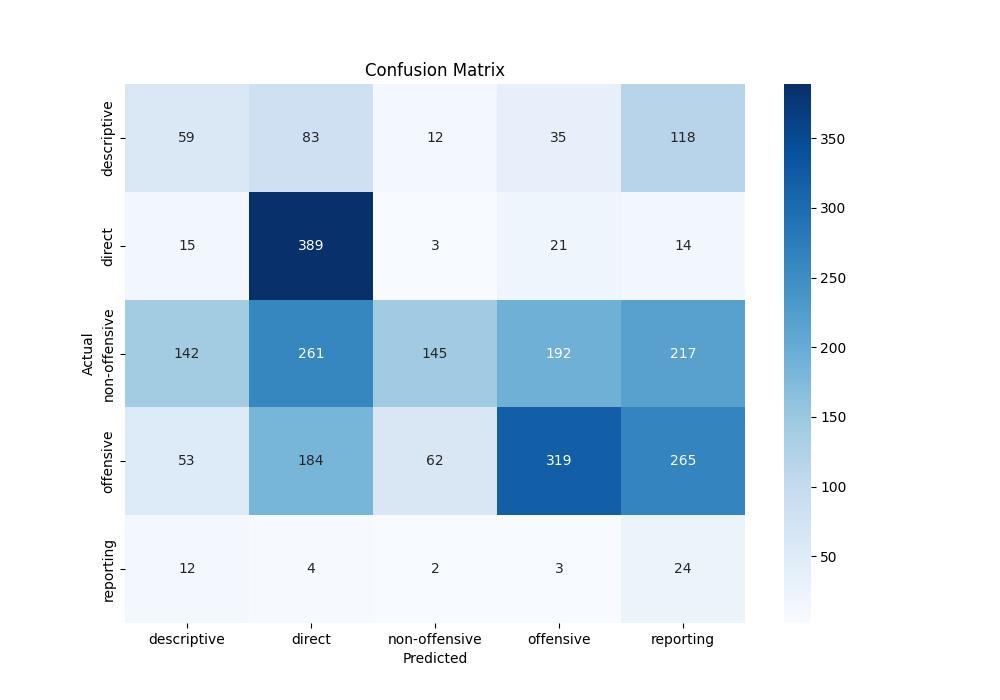 Confusion Matrix
Actual
descriptive 59 83 12 35 118
direct 15 389 3 21 14
non-offensive 142 261 145 192 217
offensive 53 184 62 319 265
reporting 12 4 2 3 24
descriptive direct non-offensive offensive reporting
Predicted
350
300
250
200
150
100
50